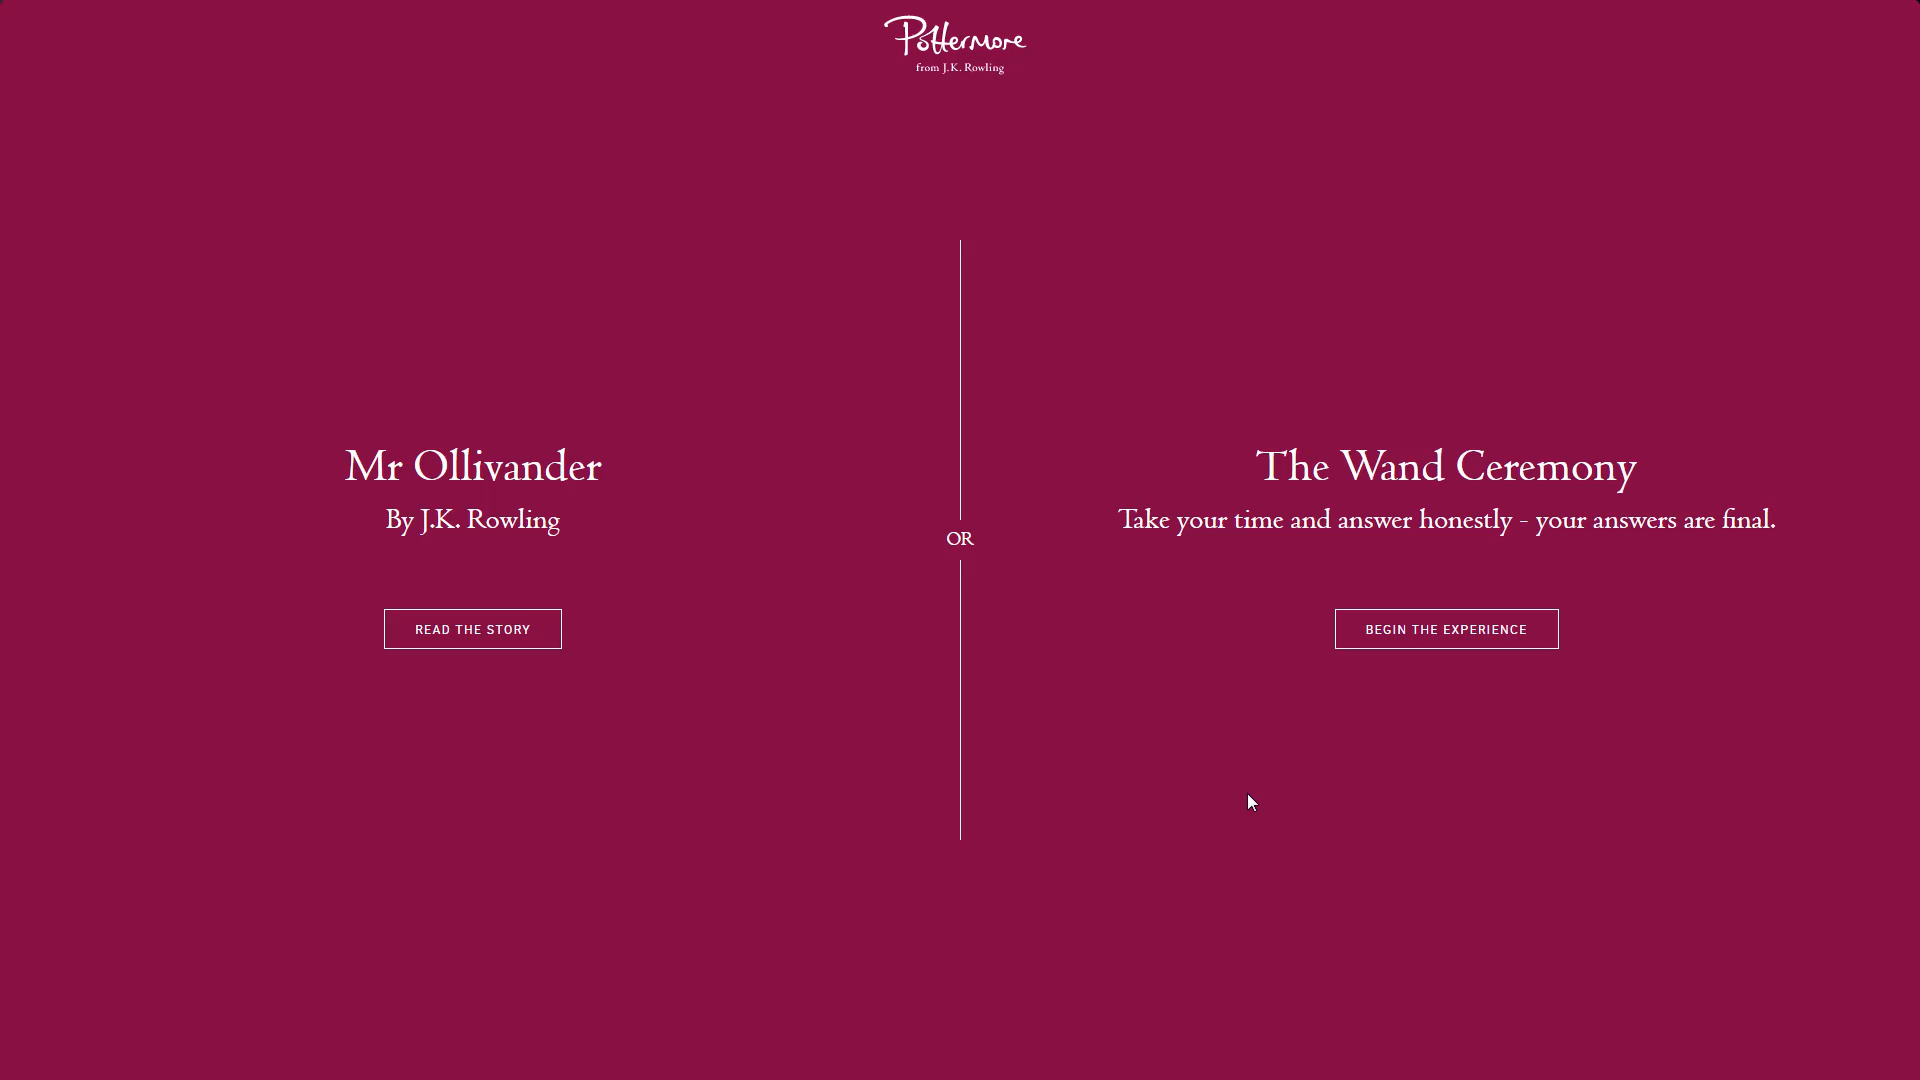 Pottermore
from J.K. Rowling
Mr Ollivander
By J.K. Rowling
READ THE STORY
OR
The Wand Ceremony
Take your time and answer honestly - your answers are final.
BEGIN THE EXPERIENCE